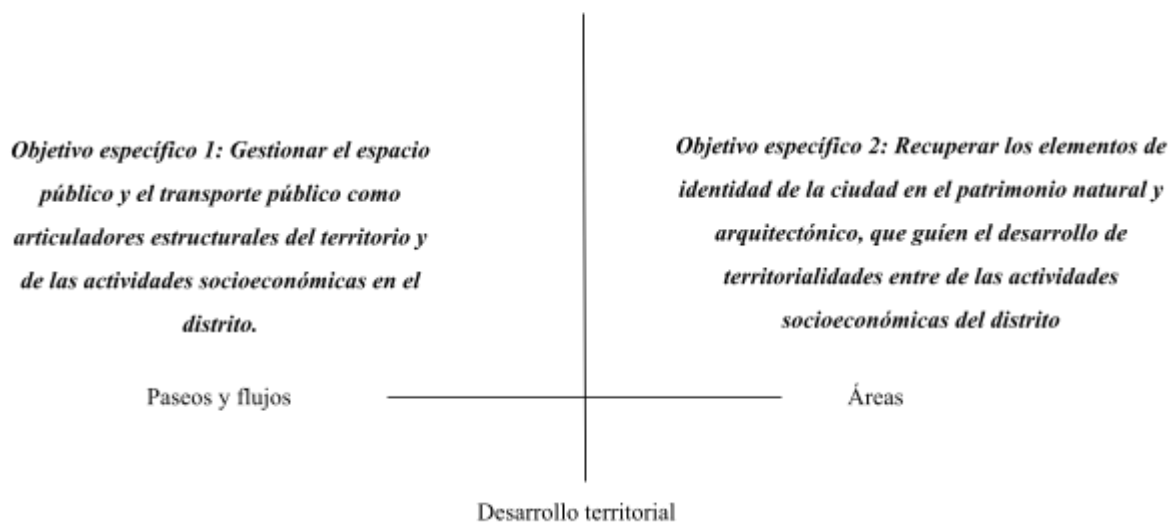 Objetivo específico 1: Gestionar el espacio
público y el transporte público como
articuladores estructurales del territorio y
de las actividades socioeconómicas en el
distrito.
Objetivo específico 2: Recuperar los elementos de
identidad de la ciudad en el patrimonio natural y
arquitectónico, que guíen el desarrollo de
territorialidades entre de las actividades
socioeconómicas del distrito
Paseos y flujos
Áreas
Desarrollo territorial